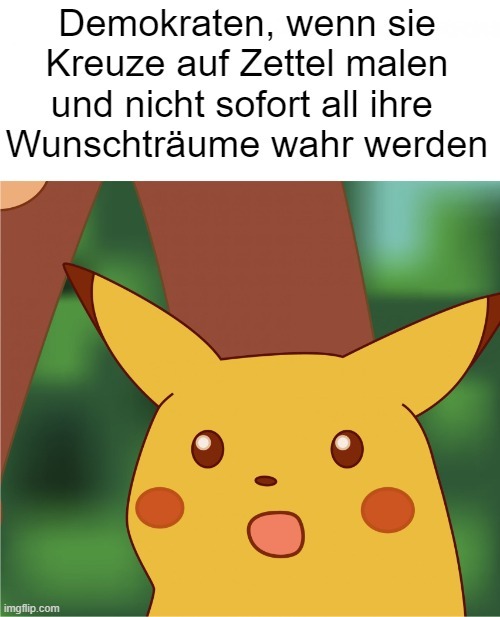 Demokraten, wenn sie
Kreuze auf Zettel malen
und nicht sofort all ihre
Wunschträume wahr werden
imgflip.com